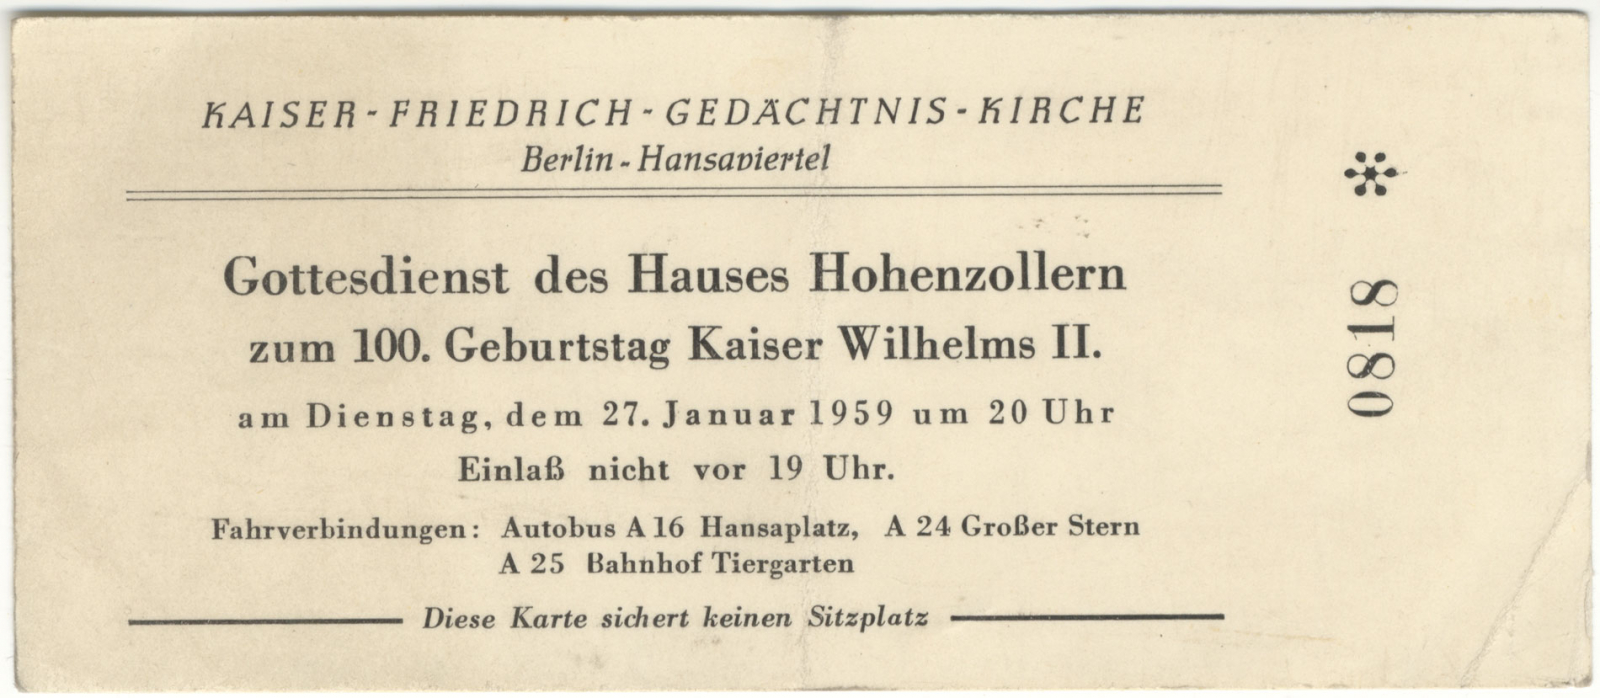 KAISER-FRIEDRICH-GEDÄCHTNIS-KIRCHE
Berlin-Hansaviertel
Gottesdienst des Hauses Hohenzollern
zum 100. Geburtstag Kaiser Wilhelms II.
am Dienstag, dem 27. Januar 1959 um 20 Uhr
Einlaß nicht vor 19 Uhr.
Fahrverbindungen: Autobus A 16 Hansaplatz, A 24 Großer Stern
A 25 Bahnhof Tiergarten
Diese Karte sichert keinen Sitzplatz
0818